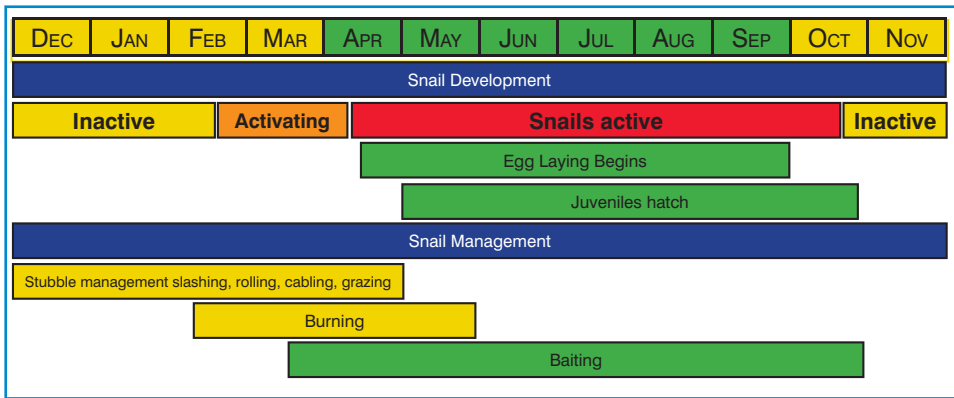 DEC JAN FEB MAR APR MAY JUN JUL AUG SEP OCT NOV
Snail Development
Inactive Activating Snails active Inactive
Egg Laying Begins
Juveniles hatch
Snail Management
Stubble management slashing, rolling, cabling, grazing
Burning
Baiting